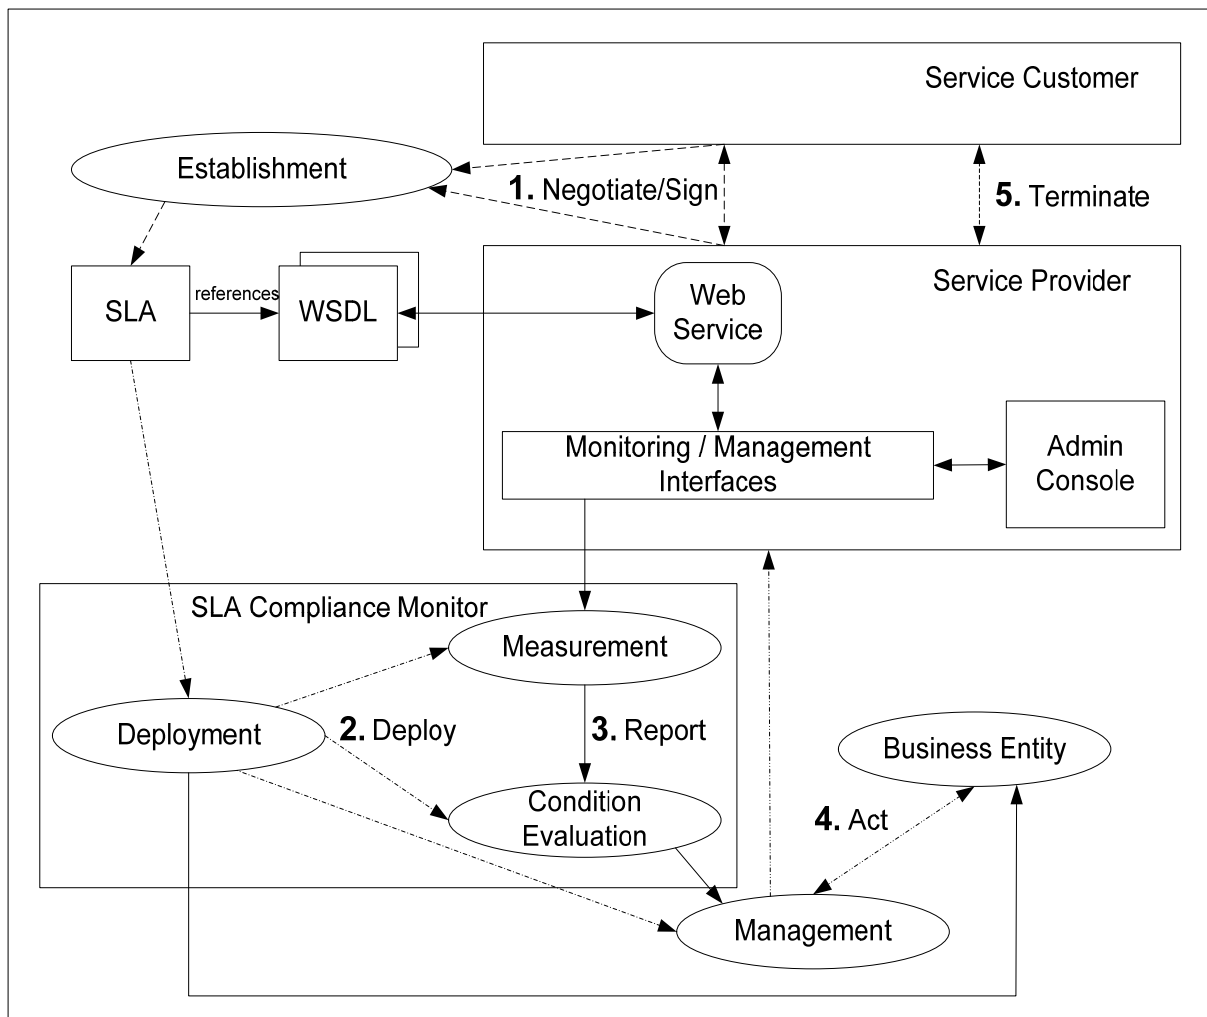 Service Customer
Establishment
1. Negotiate/Sign
5. Terminate
Service Provider
SLA
references
WSDL
Web
Service
Monitoring / Management
Interfaces
Admin
Console
SLA Compliance Monitor
Measurement
Deployment
2. Deploy
3. Report
Business Entity
Condition
Evaluation
4. Act
Management